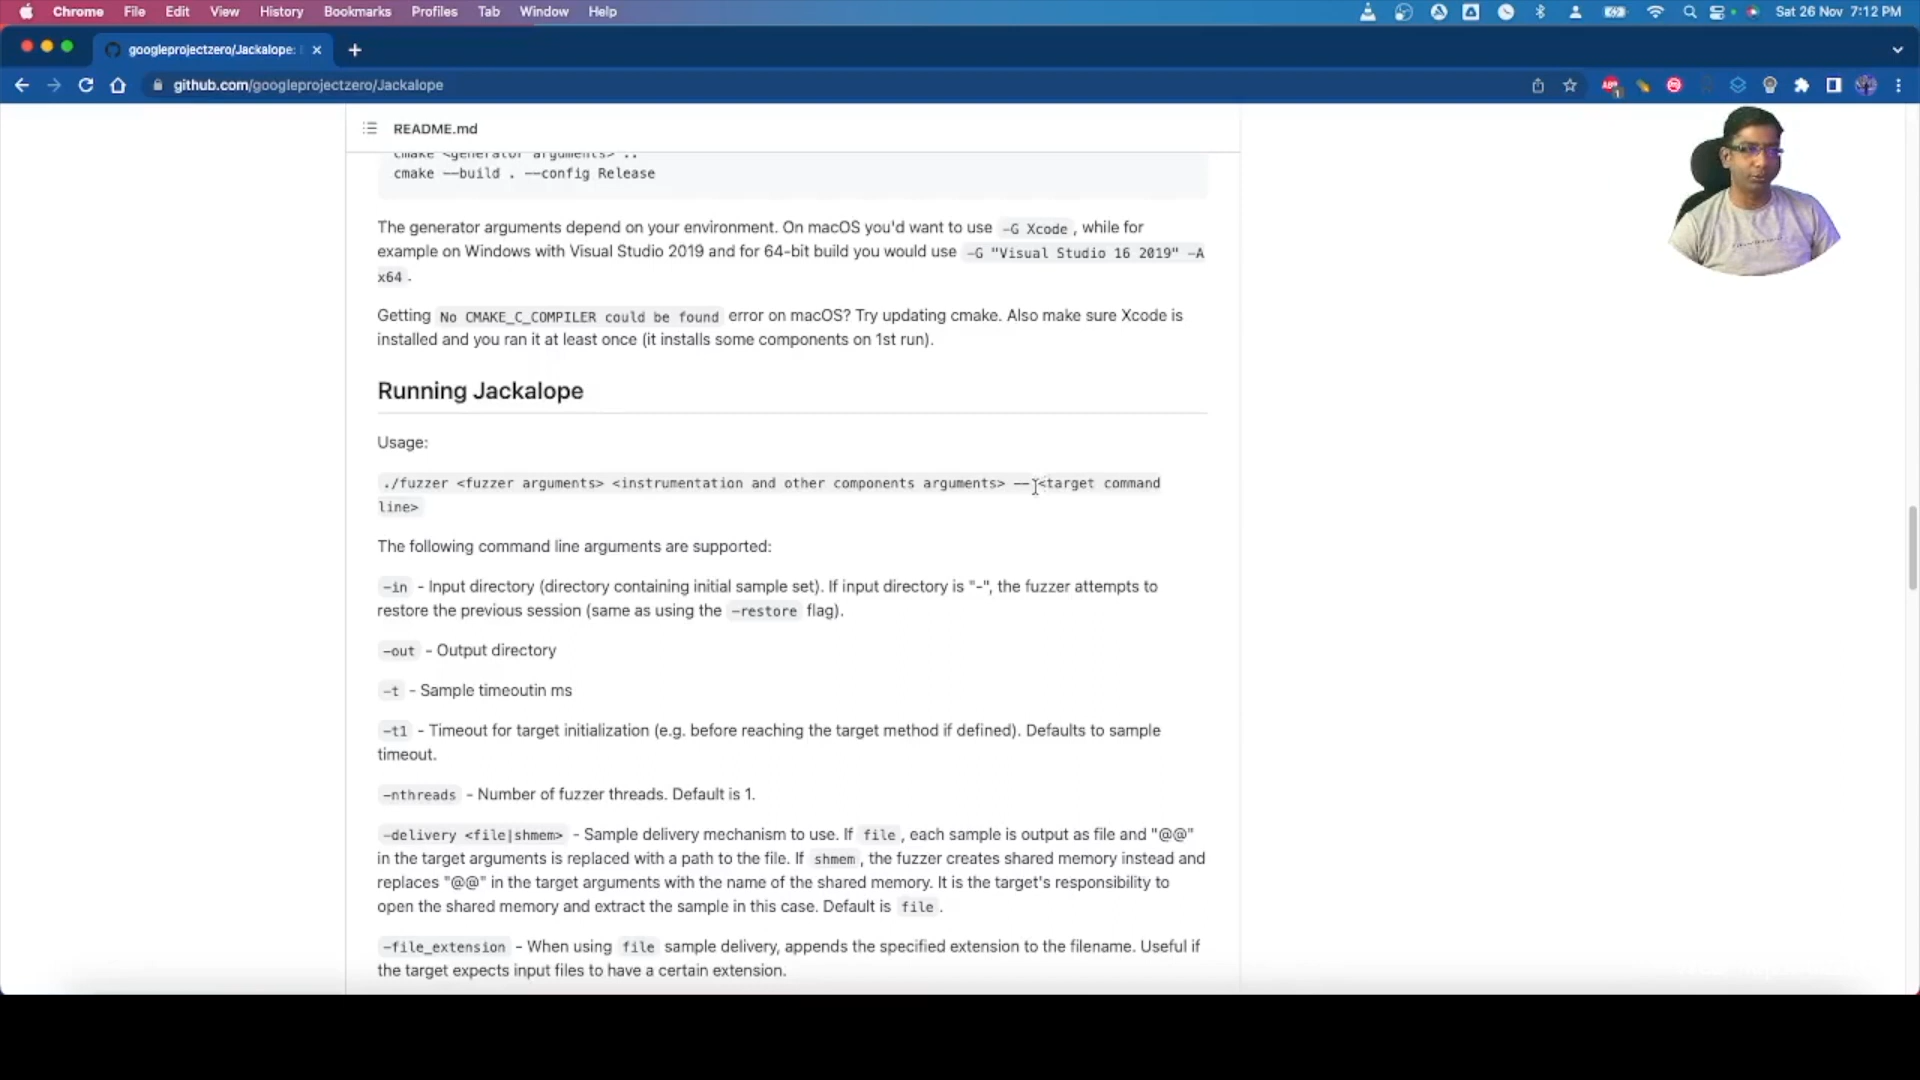 Chrome File Edit View History Bookmarks Profiles Tab Window Help Sat 26 Nov 7:12 PM
googleprojectzero/Jackalope:
github.com/googleprojectzero/Jackalope
README.md
cmake <generator arguments> ..
cmake --build . --config Release
The generator arguments depend on your environment. On macOS you'd want to use -G Xcode, while for
example on Windows with Visual Studio 2019 and for 64-bit build you would use -G "Visual Studio 16 2019" -A
x64.
Getting No CMAKE_C_COMPILER could be found error on macOS? Try updating cmake. Also make sure Xcode is
installed and you ran it at least once (it installs some components on 1st run).
Running Jackalope
Usage:
./fuzzer <fuzzer arguments> <instrumentation and other components arguments> -- <target command
line>
The following command line arguments are supported:
-in - Input directory (directory containing initial sample set). If input directory is "-", the fuzzer attempts to
restore the previous session (same as using the -restore flag).
-out - Output directory
-t - Sample timeoutin ms
-t1 - Timeout for target initialization (e.g. before reaching the target method if defined). Defaults to sample
timeout.
-nthreads - Number of fuzzer threads. Default is 1.
-delivery <file|shmem> - Sample delivery mechanism to use. If file, each sample is output as file and "@@"
in the target arguments is replaced with a path to the file. If shmem, the fuzzer creates shared memory instead and
replaces "@@" in the target arguments with the name of the shared memory. It is the target's responsibility to
open the shared memory and extract the sample in this case. Default is file.
-file_extension - When using file sample delivery, appends the specified extension to the filename. Useful if
the target expects input files to have a certain extension.